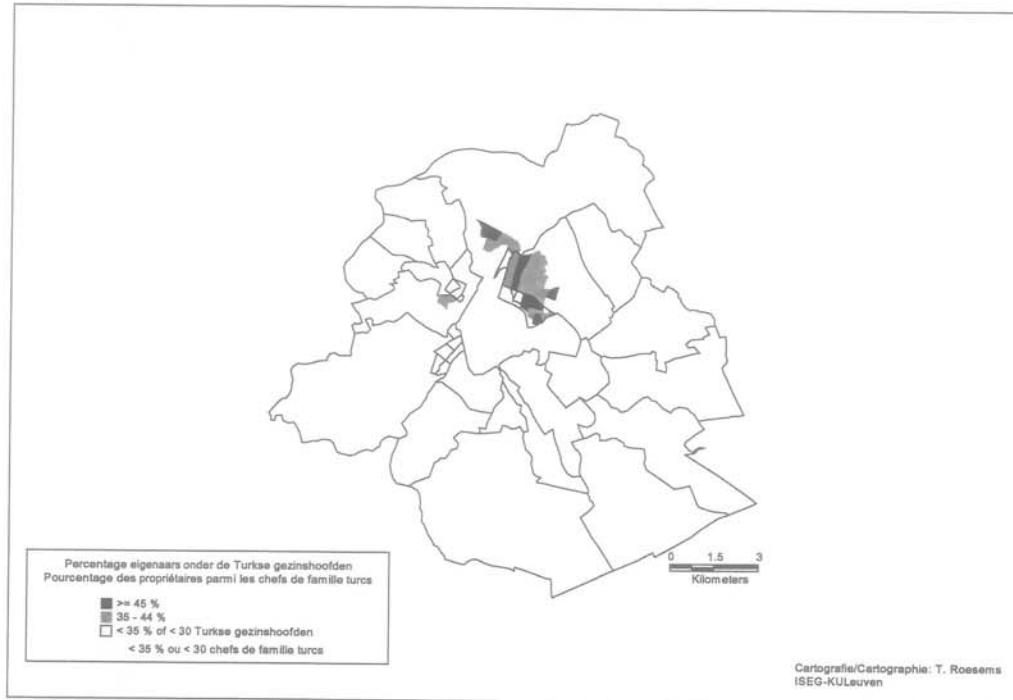 Percentage eigenaars onder de Turkse gezinshoofden
Pourcentage des propriétaires parmi les chefs de famille turcs
>= 45 %
35 - 44 %
< 35 % of < 30 Turkse gezinshoofden
< 35 % ou < 30 chefs de famille turcs
0 1.5 3
Kilometers
Cartografie/Cartographie: T. Roesems
ISEG-KULeuven